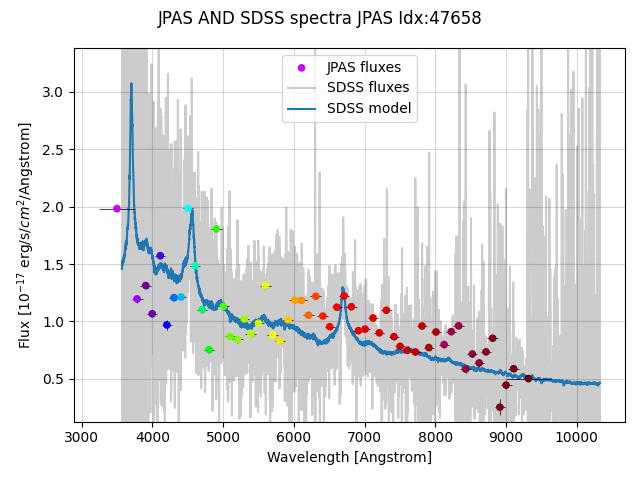 JPAS AND SDSS spectra JPAS Idx:47658
JPAS fluxes
SDSS fluxes
SDSS model
3.0
2.5
2.0
1.5
1.0
0.5
Flux [10⁻¹⁷ erg/s/cm²/Angstrom]
3000 4000 5000 6000 7000 8000 9000 10000
Wavelength [Angstrom]